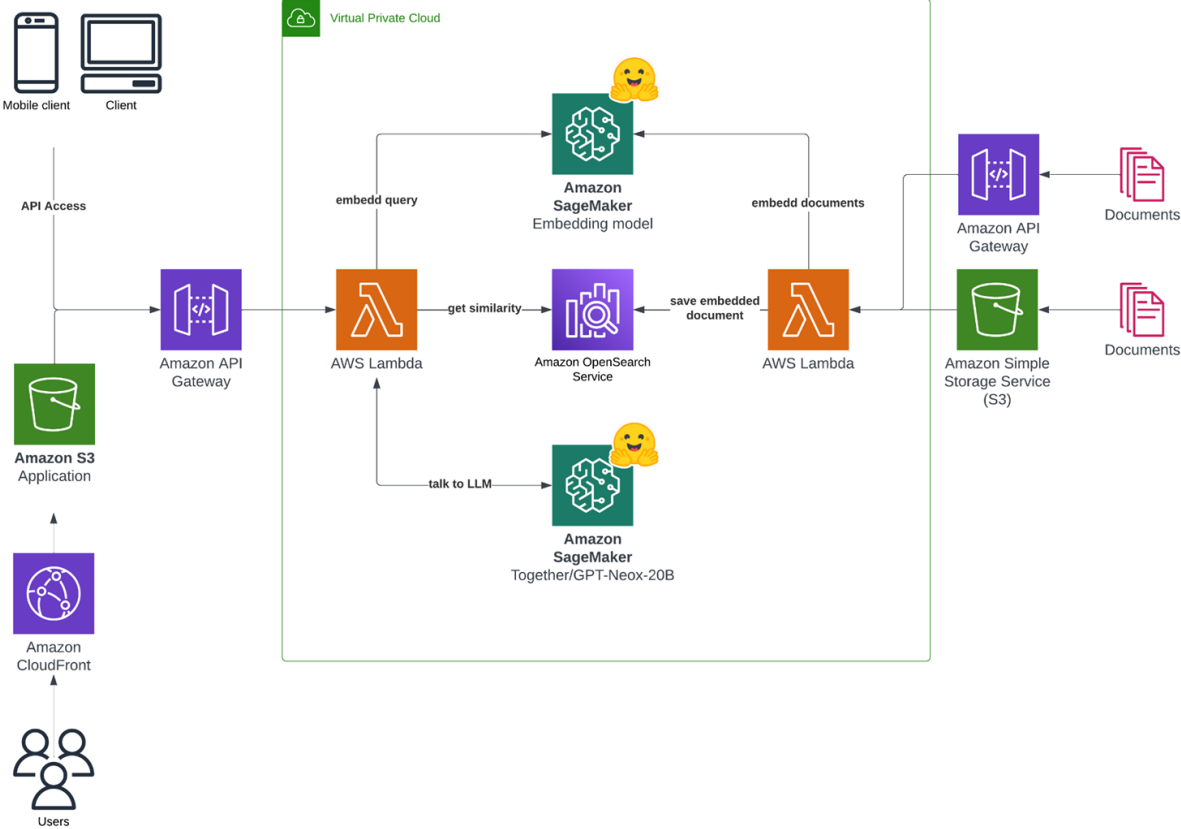 Virtual Private Cloud
Mobile client
Client
API Access
embedd query
Amazon
SageMaker
Embedding model
embedd documents
Amazon API
Gateway
Documents
Amazon API
Gateway
AWS Lambda
get similarity
Amazon OpenSearch
Service
save embedded
document
AWS Lambda
Amazon Simple
Storage Service
(S3)
Documents
Amazon S3
Application
talk to LLM
Amazon
SageMaker
Together/GPT-Neox-20B
Amazon
CloudFront
Users